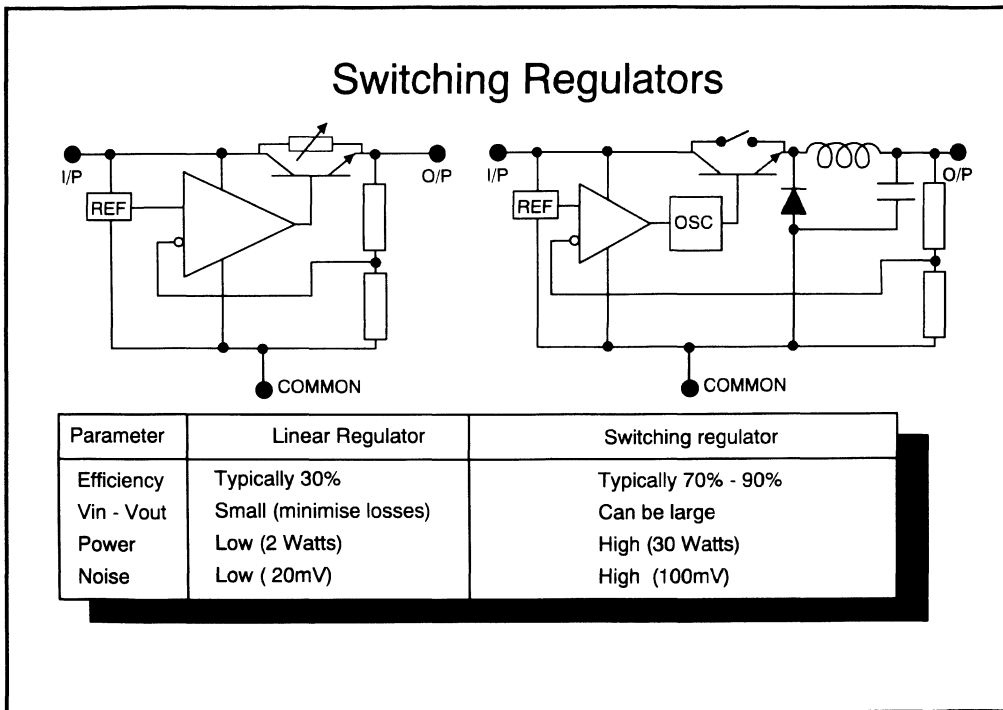 Switching Regulators
I/P
O/P
REF
COMMON
I/P
O/P
REF
OSC
COMMON
Parameter Linear Regulator Switching regulator
Efficiency Typically 30% Typically 70% - 90%
Vin - Vout Small (minimise losses) Can be large
Power Low (2 Watts) High (30 Watts)
Noise Low ( 20mV) High (100mV)